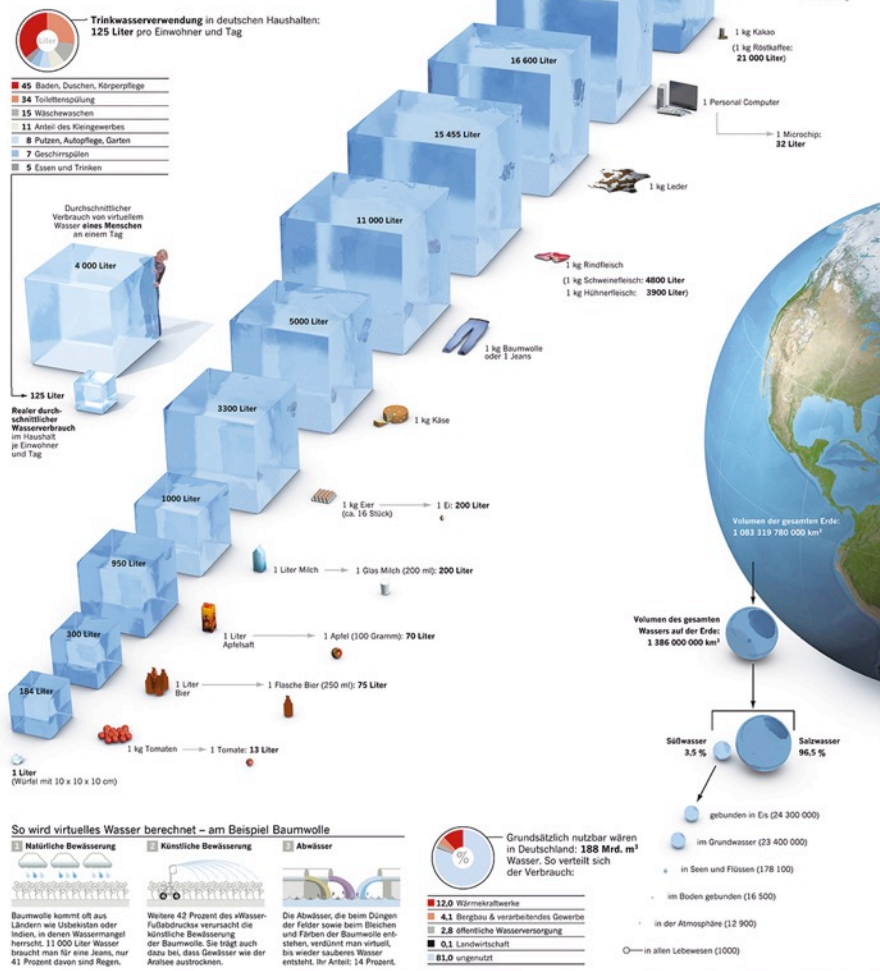 Trinkwasserverwendung in deutschen Haushalten:
125 Liter pro Einwohner und Tag
Liter
45 Baden, Duschen, Körperpflege
34 Toilettenspülung
15 Wäschewaschen
11 Anteil des Kleingewerbes
8 Putzen, Autopflege, Garten
7 Geschirrspülen
5 Essen und Trinken
Durchschnittlicher
Verbrauch von virtuellem
Wasser eines Menschen
an einem Tag
4 000 Liter
125 Liter
Realer durch-
schnittlicher
Wasserverbrauch
im Haushalt
je Einwohner
und Tag
1 kg Kakao
(1 kg Röstkaffee:
21 000 Liter)
16 600 Liter
1 Personal Computer
1 Microchip:
32 Liter
15 455 Liter
1 kg Leder
11 000 Liter
1 kg Rindfleisch
(1 kg Schweinefleisch: 4800 Liter
1 kg Hühnerfleisch: 3900 Liter)
5000 Liter
1 kg Baumwolle
oder 1 Jeans
3300 Liter
1 kg Käse
1000 Liter
1 kg Eier
(ca. 16 Stück)
1 Ei: 200 Liter
950 Liter
1 Liter Milch
1 Glas Milch (200 ml): 200 Liter
300 Liter
1 Liter
Apfelsaft
1 Apfel (100 Gramm): 70 Liter
184 Liter
1 Liter
Bier
1 Flasche Bier (250 ml): 75 Liter
1 kg Tomaten
1 Tomate: 13 Liter
1 Liter
(Würfel mit 10 x 10 x 10 cm)
Volumen der gesamten Erde:
1 083 319 780 000 km³
Volumen des gesamten
Wassers auf der Erde:
1 386 000 000 km³
Süßwasser
3,5 %
Salzwasser
96,5 %
gebunden in Eis (24 300 000)
im Grundwasser (23 400 000)
in Seen und Flüssen (178 100)
im Boden gebunden (16 500)
in der Atmosphäre (12 900)
in allen Lebewesen (1000)
So wird virtuelles Wasser berechnet – am Beispiel Baumwolle
1 Natürliche Bewässerung
Baumwolle kommt oft aus
Ländern wie Usbekistan oder
Indien, in denen Wassermangel
herrscht. 11 000 Liter Wasser
braucht man für eine Jeans, nur
41 Prozent davon sind Regen.
2 Künstliche Bewässerung
Weitere 42 Prozent des »Wasser-
Fußabdrucks« verursacht die
künstliche Bewässerung
der Baumwolle. Sie trägt auch
dazu bei, dass Gewässer wie der
Aralsee austrocknen.
3 Abwässer
Die Abwässer, die beim Düngen
der Felder sowie beim Bleichen
und Färben der Baumwolle ent-
stehen, verdünnt man virtuell,
bis wieder sauberes Wasser
entsteht. Ihr Anteil: 14 Prozent.
%
Grundsätzlich nutzbar wären
in Deutschland: 188 Mrd. m³
Wasser. So verteilt sich
der Verbrauch:
12,0 Wärmekraftwerke
4,1 Bergbau & verarbeitendes Gewerbe
2,8 öffentliche Wasserversorgung
0,1 Landwirtschaft
81,0 ungenutzt